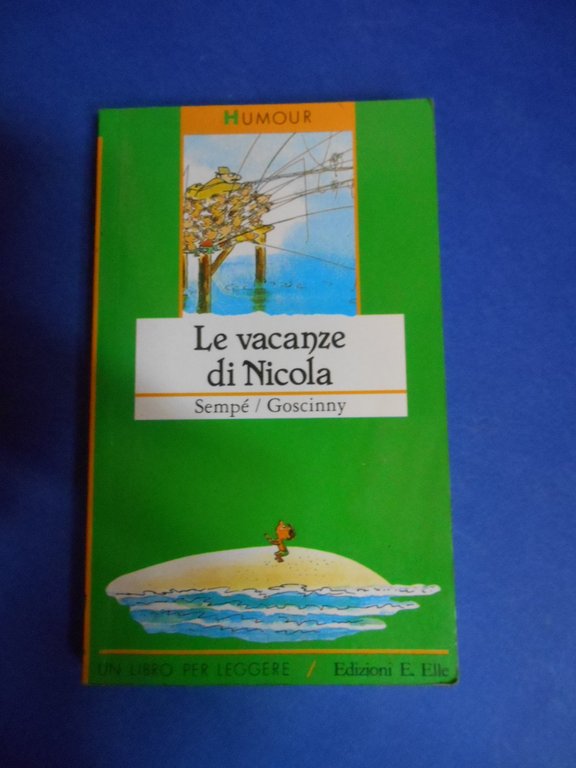 HUMOUR
Le vacanze
di Nicola
Sempé / Goscinny
UN LIBRO PER LEGGERE / Edizioni E. Elle